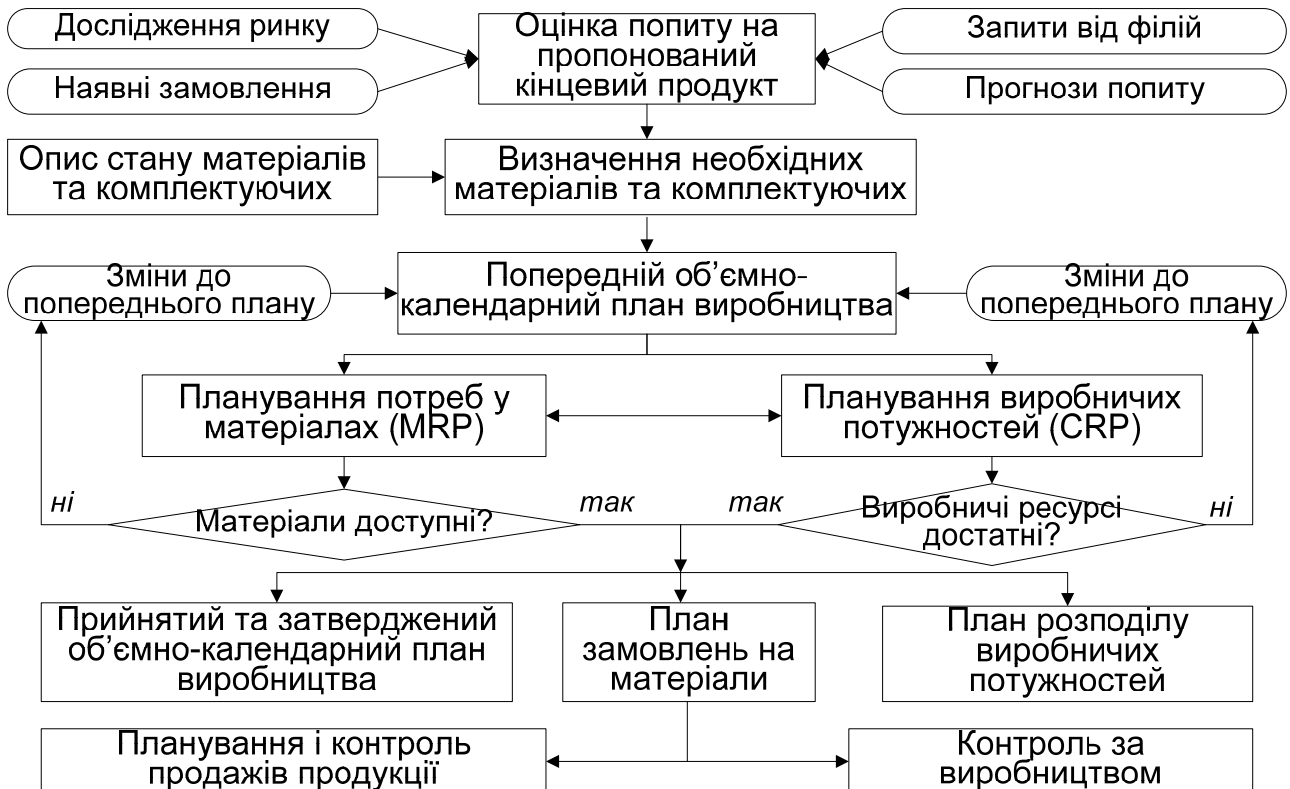 Дослідження ринку
Наявні замовлення
Оцінка попиту на
пропонований
кінцевий продукт
Запити від філій
Прогнози попиту
Опис стану матеріалів
та комплектуючих
Визначення необхідних
матеріалів та комплектуючих
Зміни до
попереднього плану
Попередній об’ємно-
календарний план виробництва
Зміни до
попереднього плану
Планування потреб у
матеріалах (MRP)
Планування виробничих
потужностей (CRP)
ні
Матеріали доступні?
так
так
Виробничі ресурсі
достатні?
ні
Прийнятий та затверджений
об’ємно-календарний план
виробництва
План
замовлень на
матеріали
План розподілу
виробничих
потужностей
Планування і контроль
продажів продукції
Контроль за
виробництвом